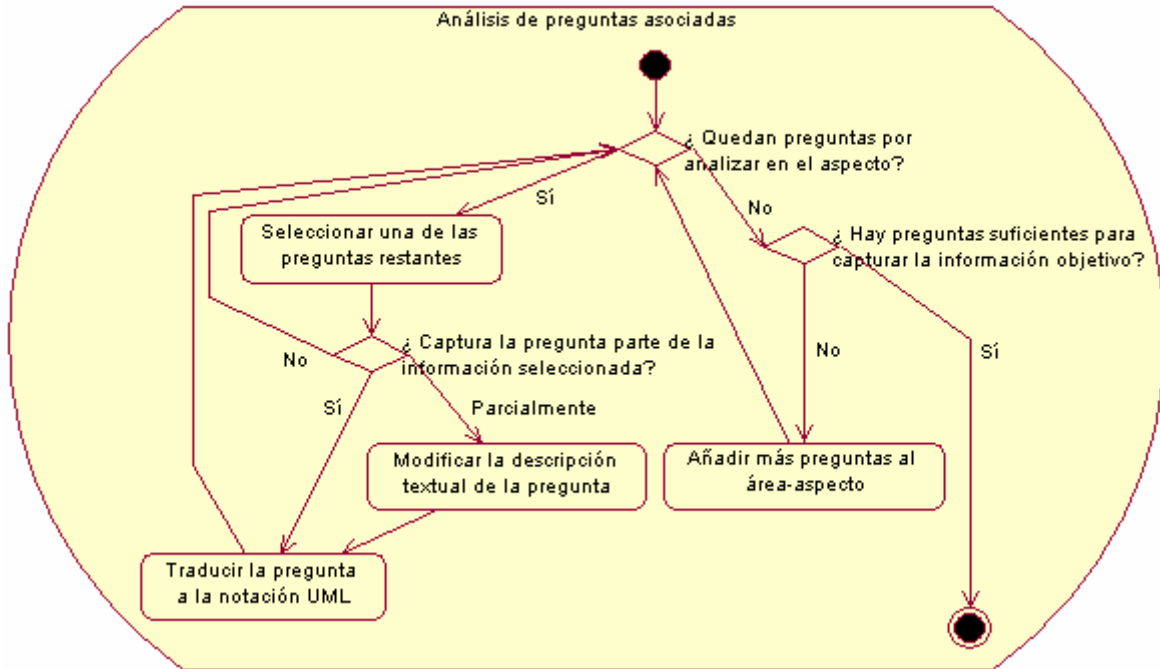 Análisis de preguntas asociadas
¿ Quedan preguntas por
analizar en el aspecto?
Sí
No
Seleccionar una de las
preguntas restantes
¿ Hay preguntas suficientes para
capturar la información objetivo?
¿ Captura la pregunta parte de la
información seleccionada?
No
Sí
Parcialmente
No
Sí
Modificar la descripción
textual de la pregunta
Añadir más preguntas al
área-aspecto
Traducir la pregunta
a la notación UML